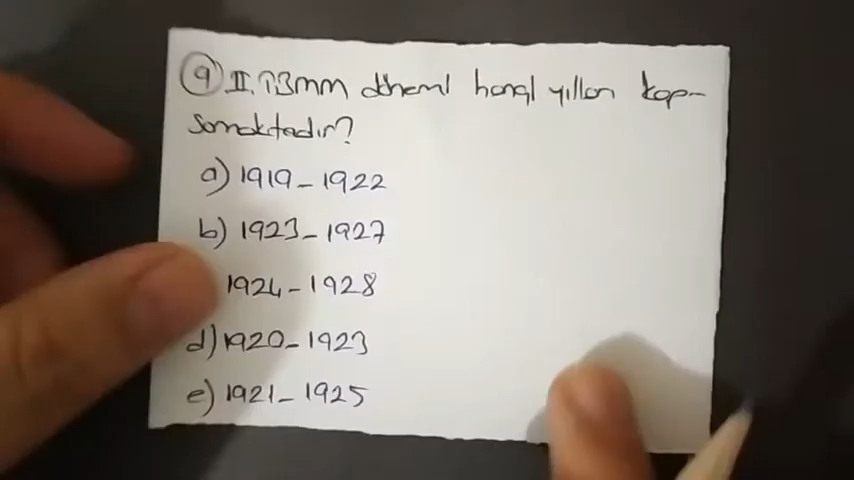 9 II. TBMM dönemi hangi yılları kap-
samaktadır?
a) 1919-1922
b) 1923-1927
1924-1928
d) 1920-1923
e) 1921-1925